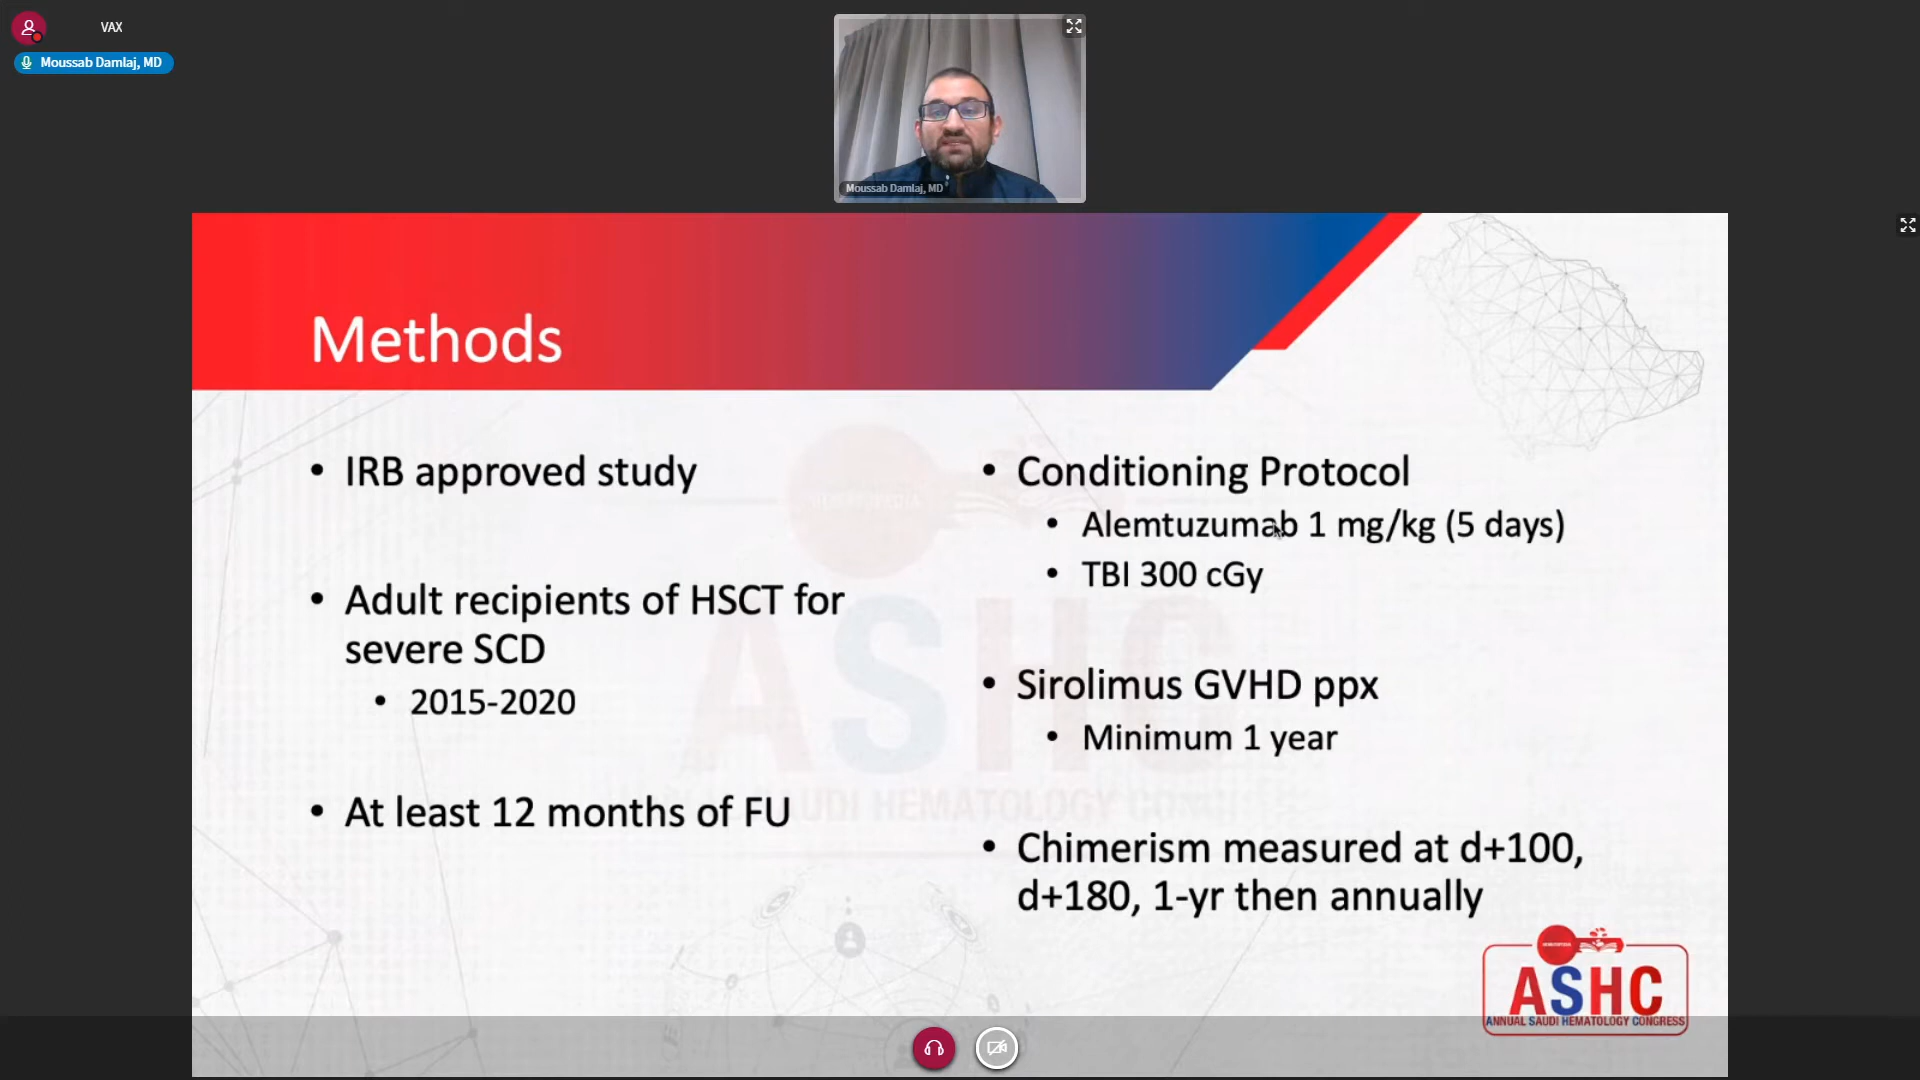 VAX
Moussab Damlaj, MD
Moussab Damlaj, MD
Methods
• IRB approved study
• Adult recipients of HSCT for
severe SCD
• 2015-2020
• At least 12 months of FU
• Conditioning Protocol
• Alemtuzumab 1 mg/kg (5 days)
• TBI 300 cGy
• Sirolimus GVHD ppx
• Minimum 1 year
• Chimerism measured at d+100,
d+180, 1-yr then annually
ASHC
ANNUAL SAUDI HEMATOLOGY CONGRESS